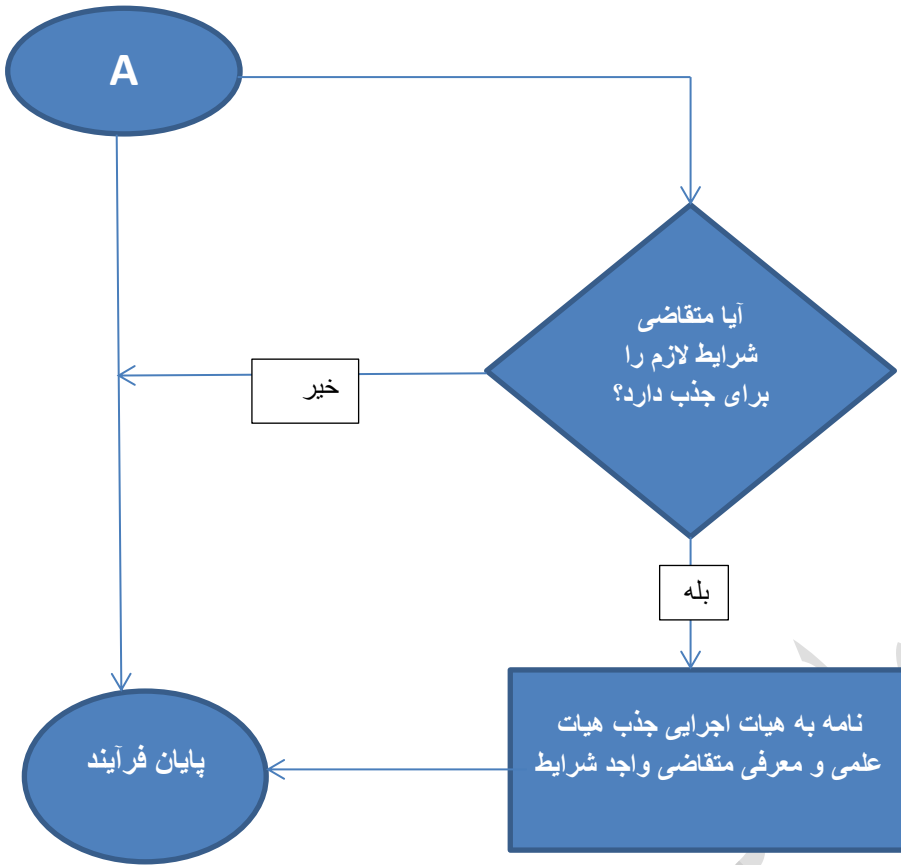 A
آیا متقاضی
شرایط لازم را
برای جذب دارد؟
خیر
بله
نامه به هیات اجرایی جذب هیات
علمی و معرفی متقاضی واجد شرایط
پایان فرآیند